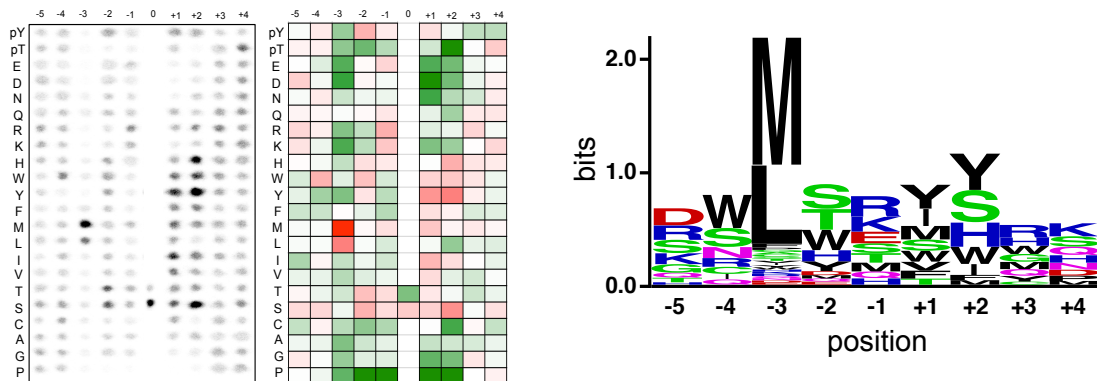 -5 -4 -3 -2 -1 0 +1 +2 +3 +4
pY
pT
E
D
N
Q
R
K
H
W
Y
F
M
L
I
V
T
S
C
A
G
P
-5 -4 -3 -2 -1 0 +1 +2 +3 +4
pY
pT
E
D
N
Q
R
K
H
W
Y
F
M
L
I
V
T
S
C
A
G
P
bits
2.0
1.0
0.0
D R S K G
W S N R
M L
S T W H Y
R K E S T
Y I M S W V
Y S H W I
-5 -4 -3 -2 -1 +1 +2 +3 +4
position